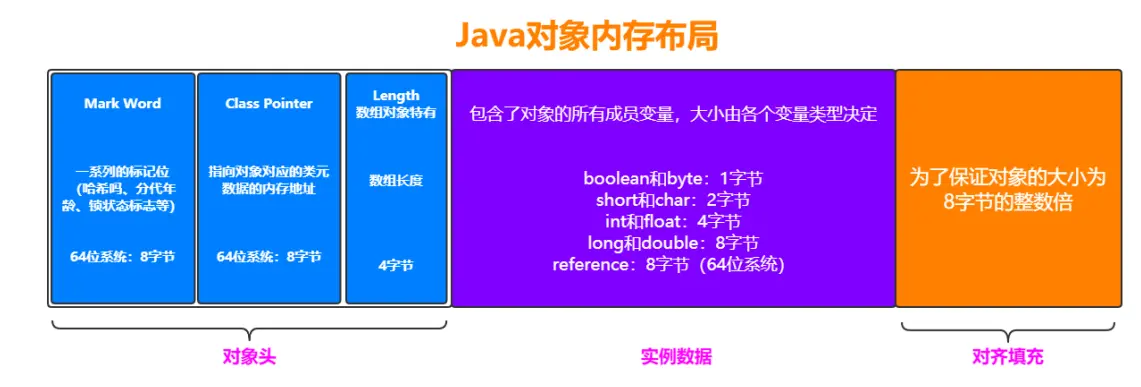 Java对象内存布局
Mark Word
一系列的标记位
（哈希吗、分代年
龄、锁状态标志等）
64位系统：8字节
Class Pointer
指向对象对应的类元
数据的内存地址
64位系统：8字节
Length
数组对象特有
数组长度
4字节
包含了对象的所有成员变量，大小由各个变量类型决定
boolean和byte：1字节
short和char：2字节
int和float：4字节
long和double：8字节
reference：8字节（64位系统）
为了保证对象的大小为
8字节的整数倍
对象头
实例数据
对齐填充